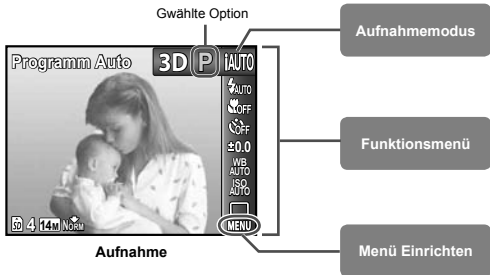 Gwählte Option
Programm Auto
3D P iAUTO
Aufnahmemodus
AUTO
OFF
OFF
±0.0
Funktionsmenü
WB
AUTO
ISO
AUTO
SD 4 14M NORM
MENU
Aufnahme
Menü Einrichten